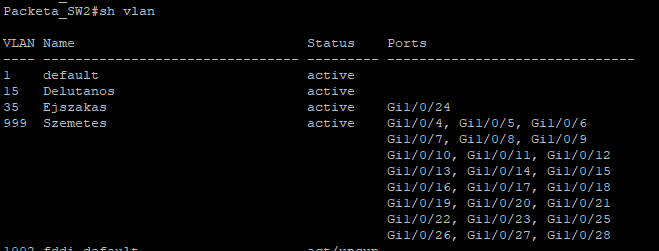 Packeta_SW2#sh vlan
VLAN Name                             Status    Ports
---- -------------------------------- --------- -------------------------------
1    default                          active
15   Delutanos                        active
35   Ejszakas                         active    Gi1/0/24
999  Szemetes                         active    Gi1/0/4, Gi1/0/5, Gi1/0/6
                                                Gi1/0/7, Gi1/0/8, Gi1/0/9
                                                Gi1/0/10, Gi1/0/11, Gi1/0/12
                                                Gi1/0/13, Gi1/0/14, Gi1/0/15
                                                Gi1/0/16, Gi1/0/17, Gi1/0/18
                                                Gi1/0/19, Gi1/0/20, Gi1/0/21
                                                Gi1/0/22, Gi1/0/23, Gi1/0/25
                                                Gi1/0/26, Gi1/0/27, Gi1/0/28
1002 fddi-default                     act/unsup